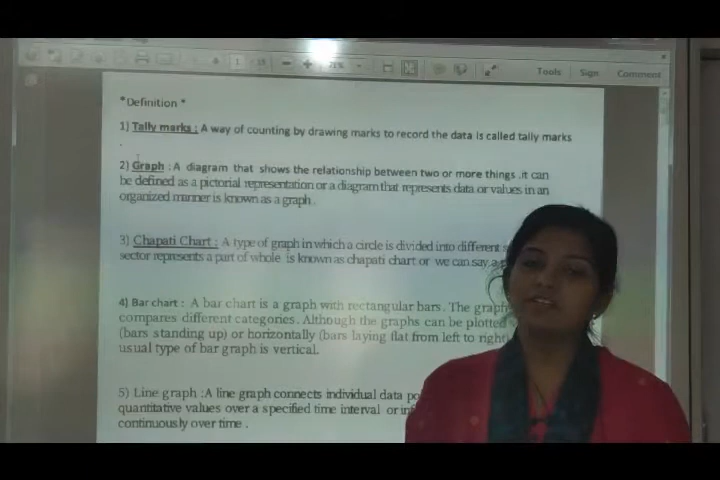 Tools Sign Comment
*Definition *
1) Tally marks : A way of counting by drawing marks to record the data is called tally marks
.
2) Graph : A diagram that shows the relationship between two or more things .it can
be defined as a pictorial representation or a diagram that represents data or values in an
organized manner is known as a graph .
3) Chapati Chart : A type of graph in which a circle is divided into different
sector represents a part of whole is known as chapati chart or we can say a
4) Bar chart : A bar chart is a graph with rectangular bars. The graph
compares different categories. Although the graphs can be plotted
(bars standing up) or horizontally (bars laying flat from left to right)
usual type of bar graph is vertical.
5) Line graph :A line graph connects individual data
quantitative values over a specified time interval or
continuously over time .